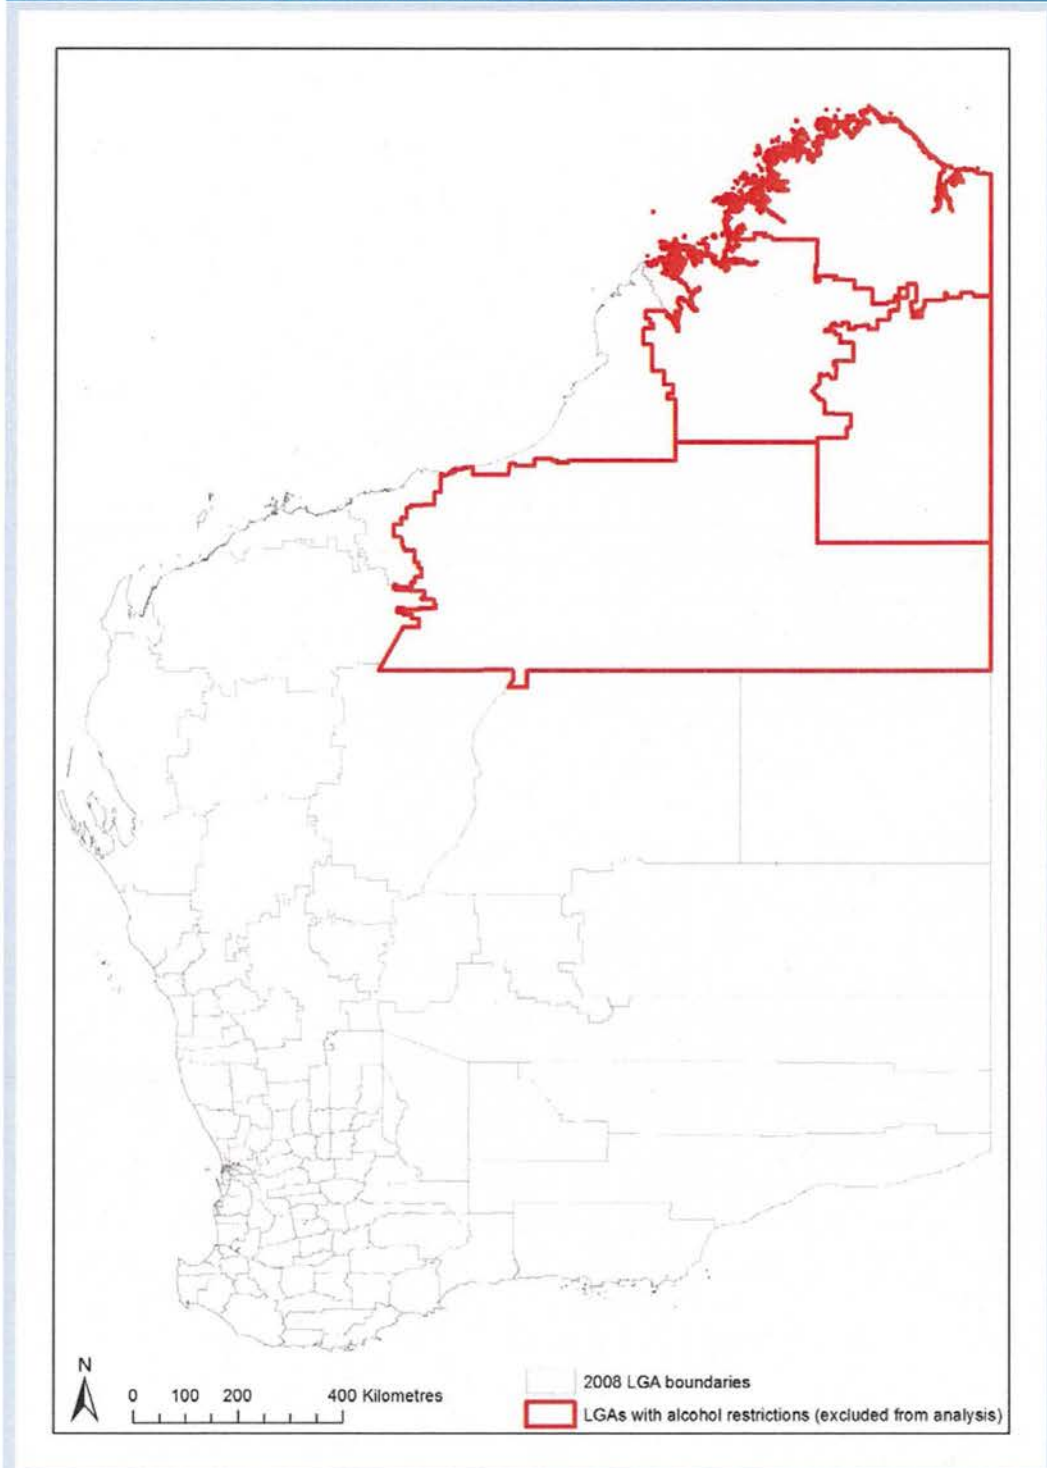 N
0 100 200 400 Kilometres
2008 LGA boundaries
LGAs with alcohol restrictions (excluded from analysis)